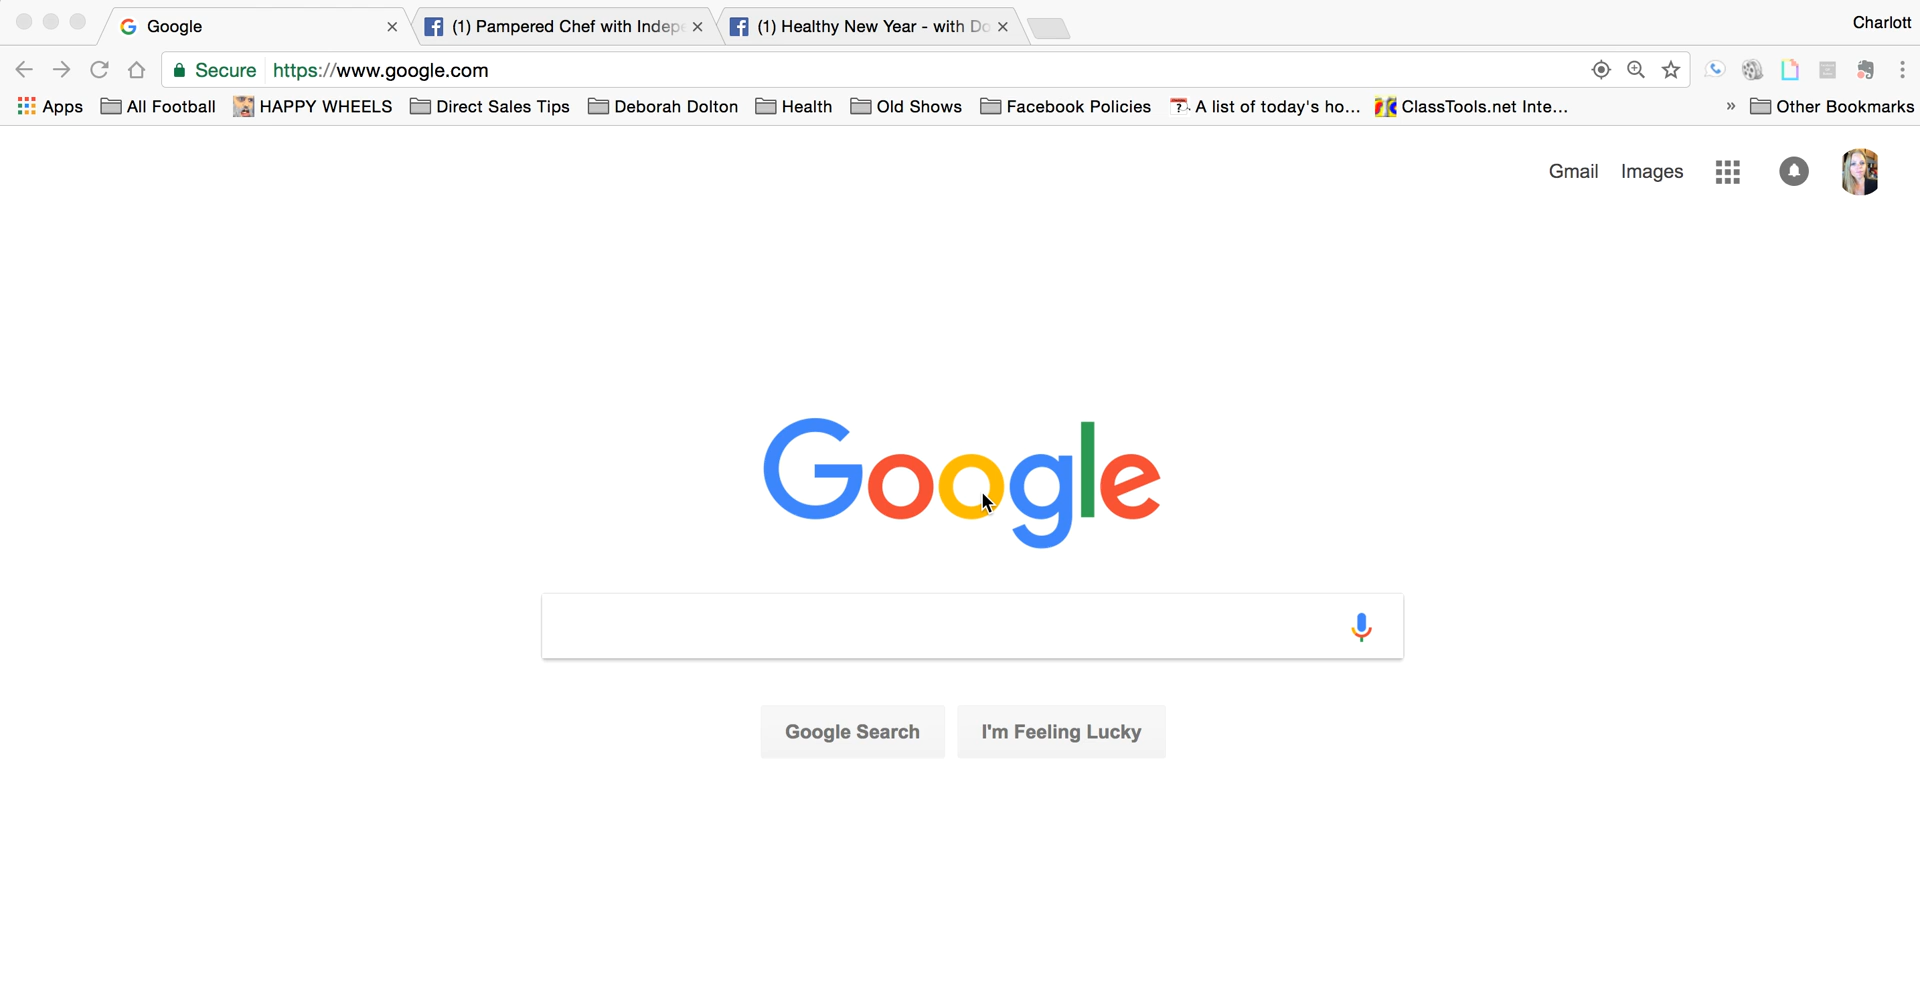 Google
(1) Pampered Chef with Indep
(1) Healthy New Year - with Do
Charlott
Secure https://www.google.com
Apps All Football HAPPY WHEELS Direct Sales Tips Deborah Dolton Health Old Shows Facebook Policies A list of today's ho... ClassTools.net Inte... » Other Bookmarks
Gmail Images
Google
Google Search I'm Feeling Lucky